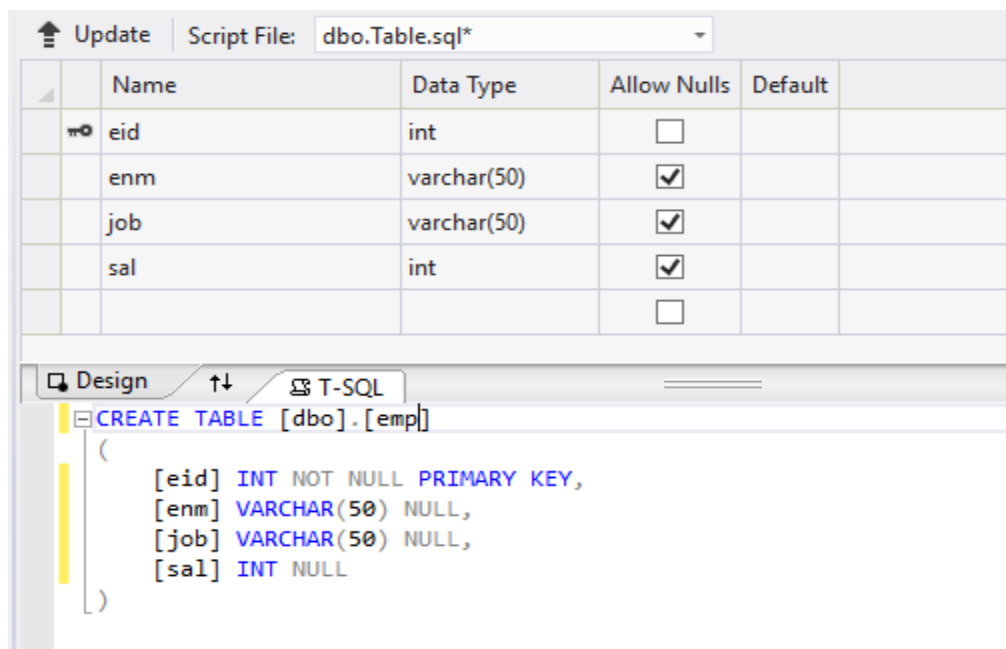 Update Script File: dbo.Table.sql*
Name Data Type Allow Nulls Default
eid int
enm varchar(50)
job varchar(50)
sal int
Design T-SQL
CREATE TABLE [dbo].[emp]
(
[eid] INT NOT NULL PRIMARY KEY,
[enm] VARCHAR(50) NULL,
[job] VARCHAR(50) NULL,
[sal] INT NULL
)